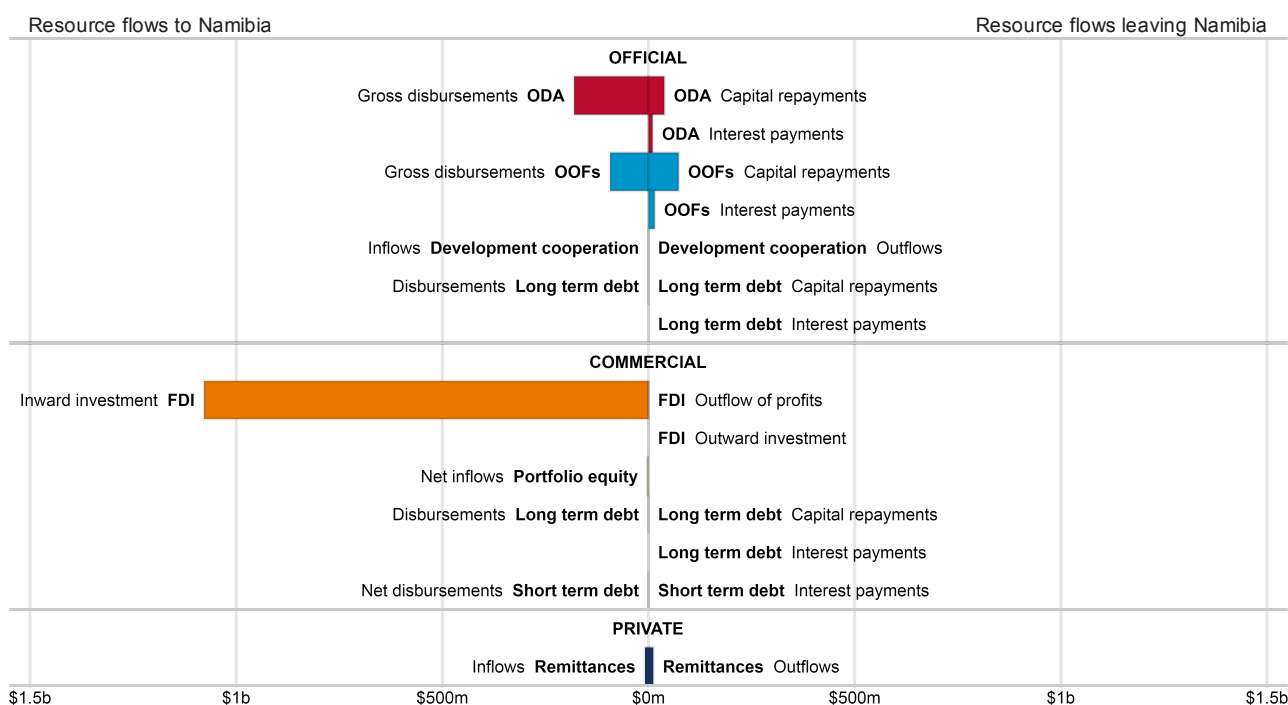 Resource flows to Namibia Resource flows leaving Namibia
OFFICIAL
Gross disbursements ODA ODA Capital repayments
ODA Interest payments
Gross disbursements OOFs OOFs Capital repayments
OOFs Interest payments
Inflows Development cooperation Development cooperation Outflows
Disbursements Long term debt Long term debt Capital repayments
Long term debt Interest payments
COMMERCIAL
Inward investment FDI FDI Outflow of profits
FDI Outward investment
Net inflows Portfolio equity
Disbursements Long term debt Long term debt Capital repayments
Long term debt Interest payments
Net disbursements Short term debt Short term debt Interest payments
PRIVATE
Inflows Remittances Remittances Outflows
$1.5b $1b $500m $0m $500m $1b $1.5b